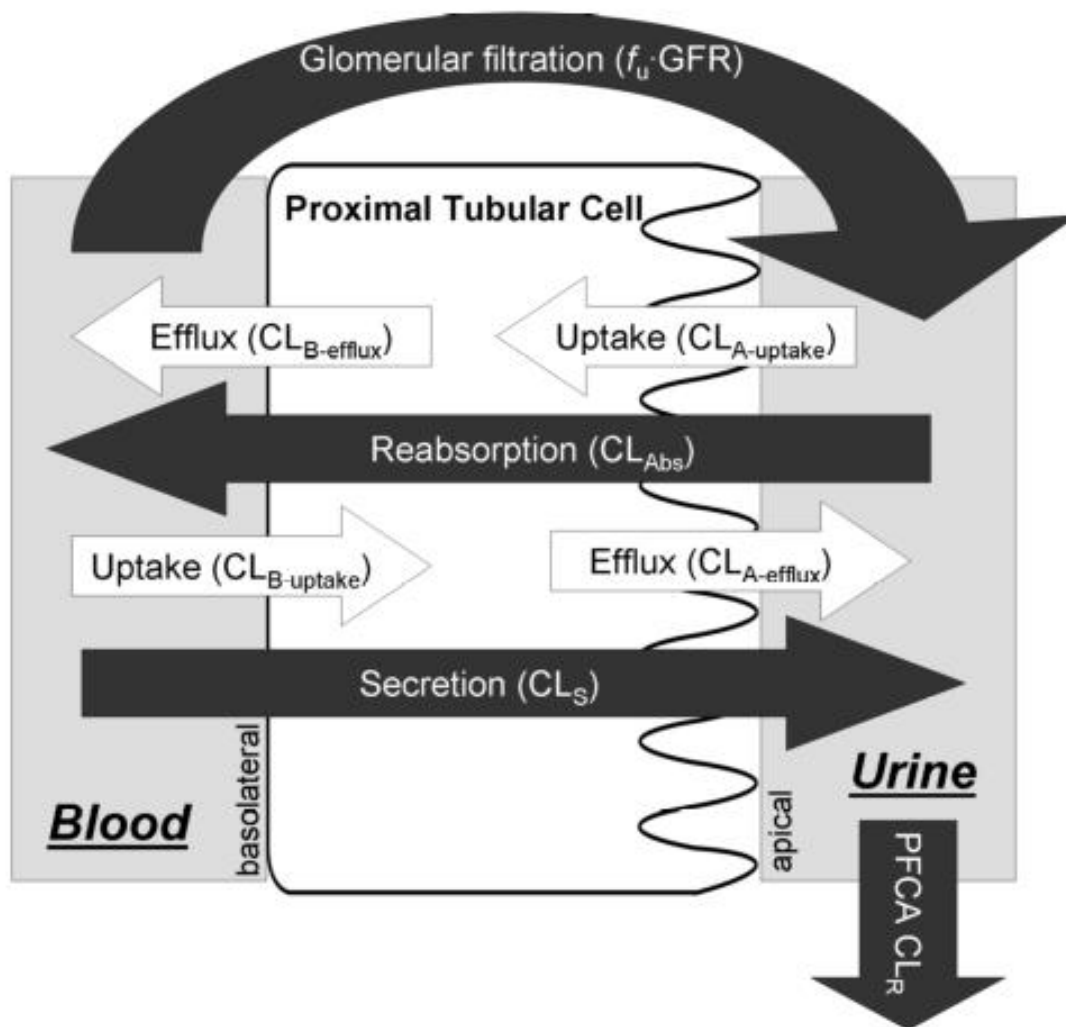 Glomerular filtration (fu·GFR)
Proximal Tubular Cell
Efflux (CLB-efflux)
Uptake (CLA-uptake)
Reabsorption (CLAbs)
Uptake (CLB-uptake)
Efflux (CLA-efflux)
Secretion (CLS)
basolateral
apical
Blood
Urine
PFCA CLR